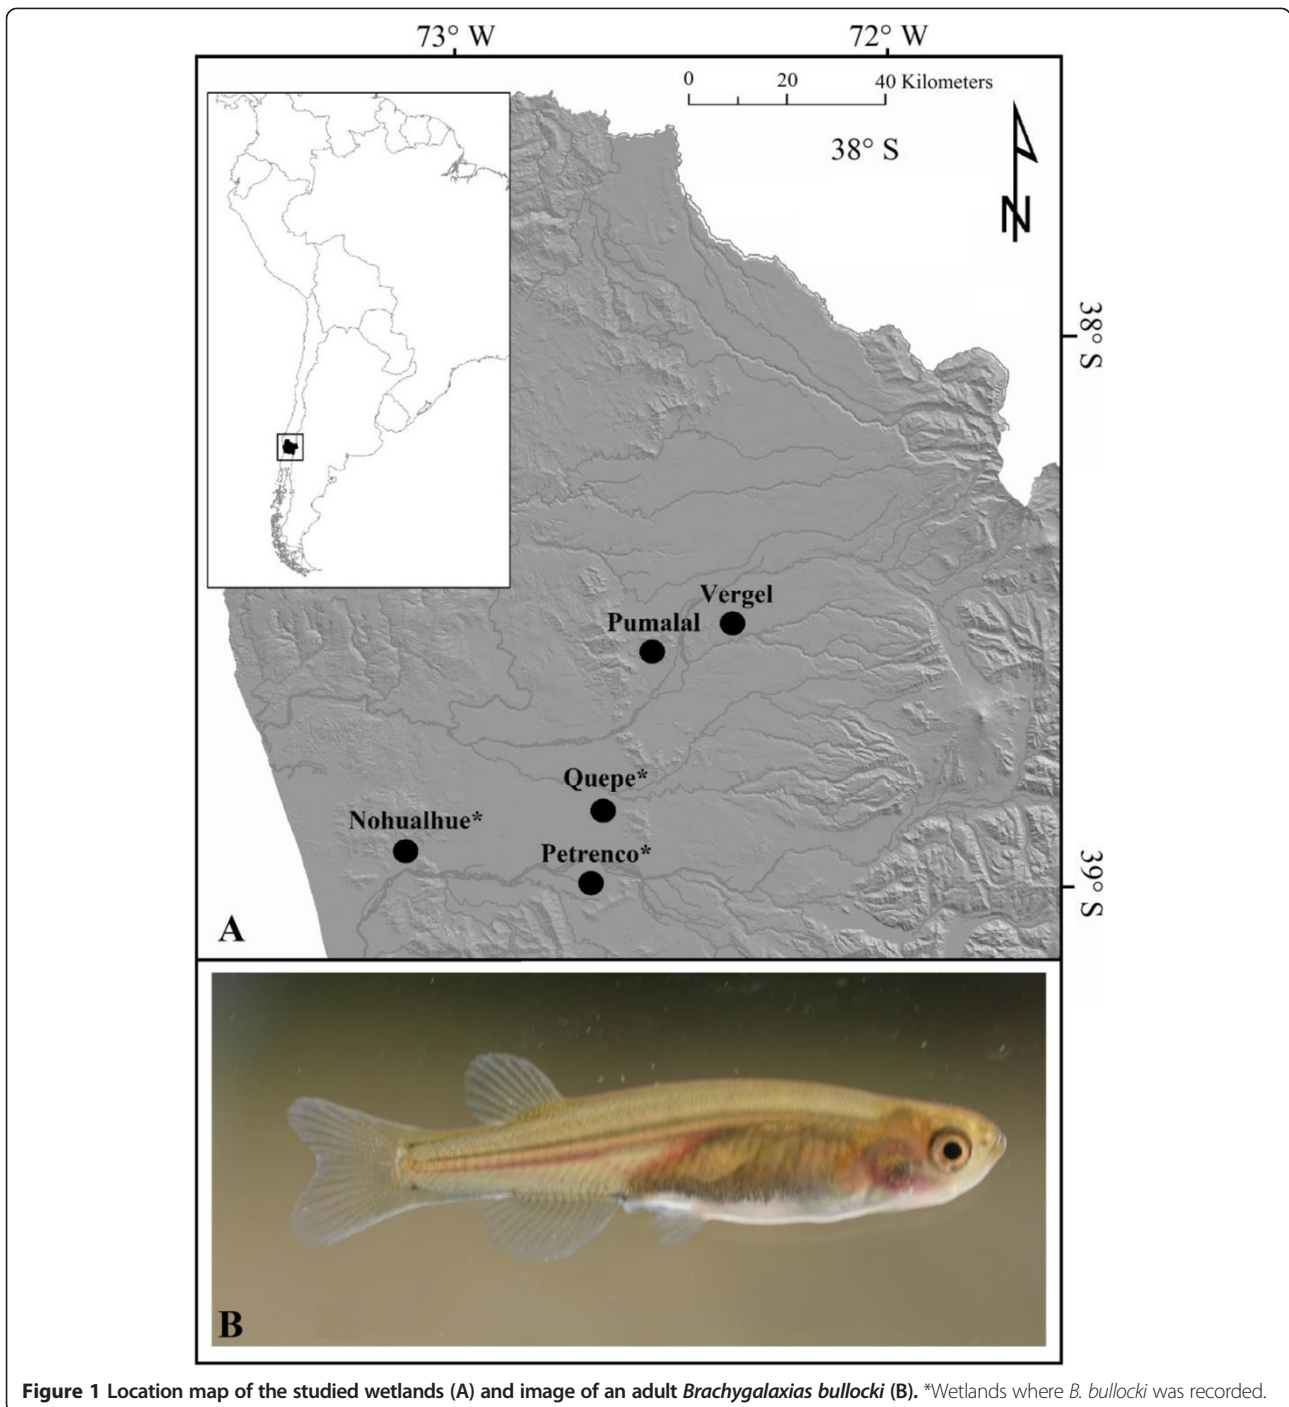 73° W
72° W
0 20 40 Kilometers
38° S
N
38° S
Vergel
Pumalal
Quepe*
Nohualhue*
Petrenco*
39° S
A
B
Figure 1 Location map of the studied wetlands (A) and image of an adult Brachygalaxias bullocki (B). *Wetlands where B. bullocki was recorded.